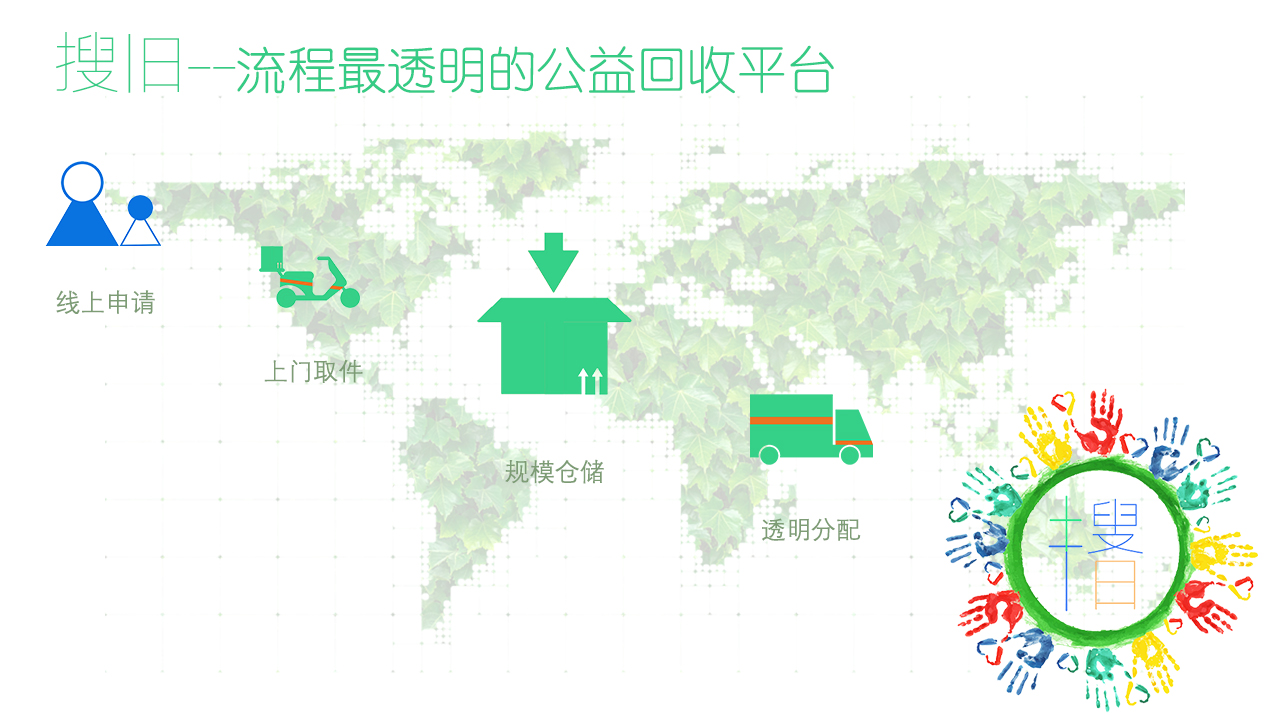 搜旧--流程最透明的公益回收平台
线上申请
上门取件
规模仓储
透明分配
搜
旧